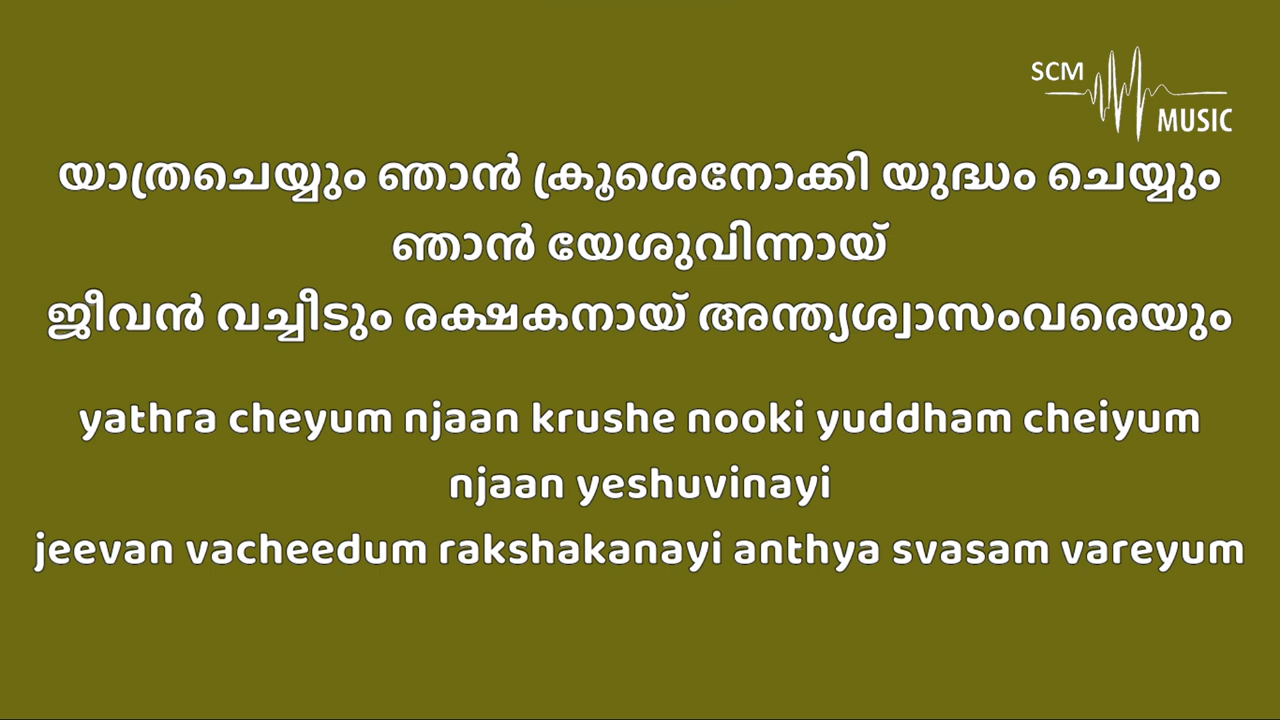 SCM
MUSIC
യാത്രചെയ്യും ഞാൻ ക്രൂശെനോക്കി യുദ്ധം ചെയ്യും
ഞാൻ യേശുവിന്നായ്
ജീവൻ വച്ചീടും രക്ഷകനായ് അന്ത്യശ്വാസംവരെയും
yathra cheyum njaan krushe nooki yuddham cheiyum
njaan yeshuvinayi
jeevan vacheedum rakshakanayi anthya svasam vareyum